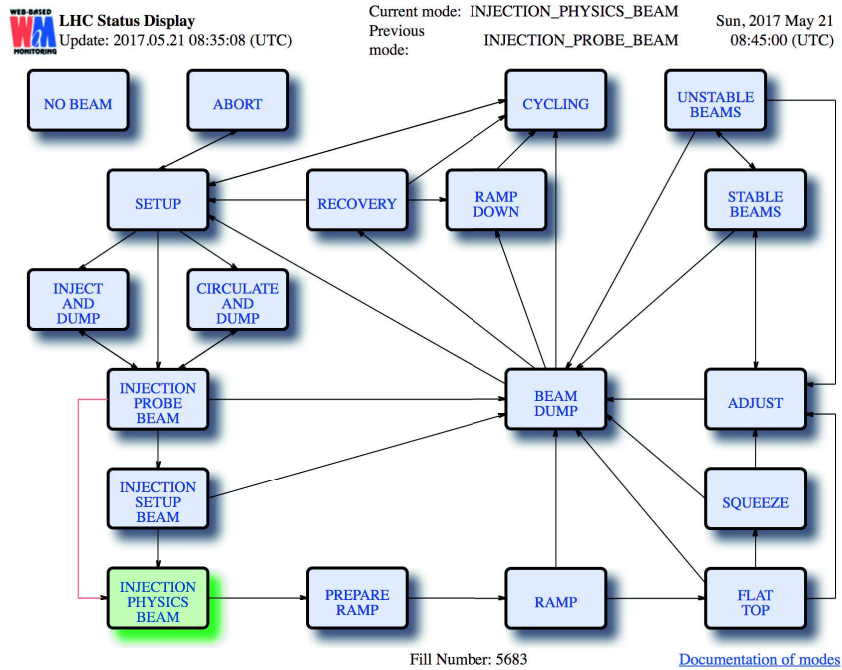 WEB-BASED
WM
MONITORING
LHC Status Display
Update: 2017.05.21 08:35:08 (UTC)
Current mode: INJECTION_PHYSICS_BEAM
Previous
mode: INJECTION_PROBE_BEAM
Sun, 2017 May 21
08:45:00 (UTC)
NO BEAM
ABORT
CYCLING
UNSTABLE
BEAMS
SETUP
RECOVERY
RAMP
DOWN
STABLE
BEAMS
INJECT
AND
DUMP
CIRCULATE
AND
DUMP
INJECTION
PROBE
BEAM
BEAM
DUMP
ADJUST
INJECTION
SETUP
BEAM
SQUEEZE
INJECTION
PHYSICS
BEAM
PREPARE
RAMP
RAMP
FLAT
TOP
Fill Number: 5683
Documentation of modes